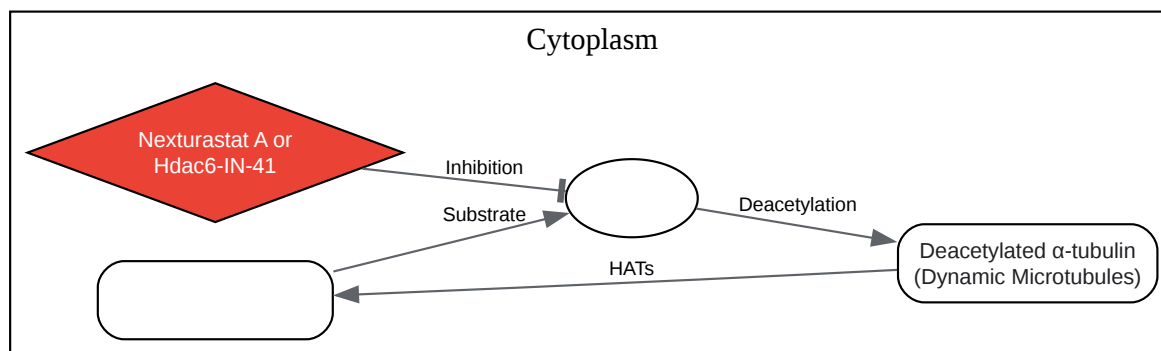 Cytoplasm
Nexturastat A or
Hdac6-IN-41
Inhibition
Substrate
Deacetylation
Deacetylated α-tubulin
(Dynamic Microtubules)
HATs